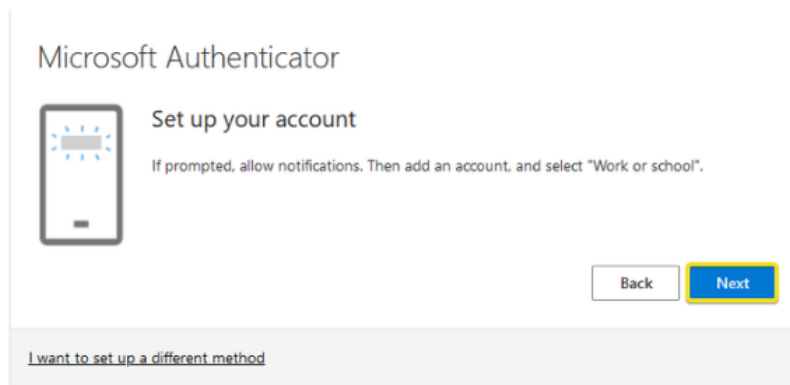 Microsoft Authenticator
Set up your account
If prompted, allow notifications. Then add an account, and select "Work or school".
Back
Next
I want to set up a different method